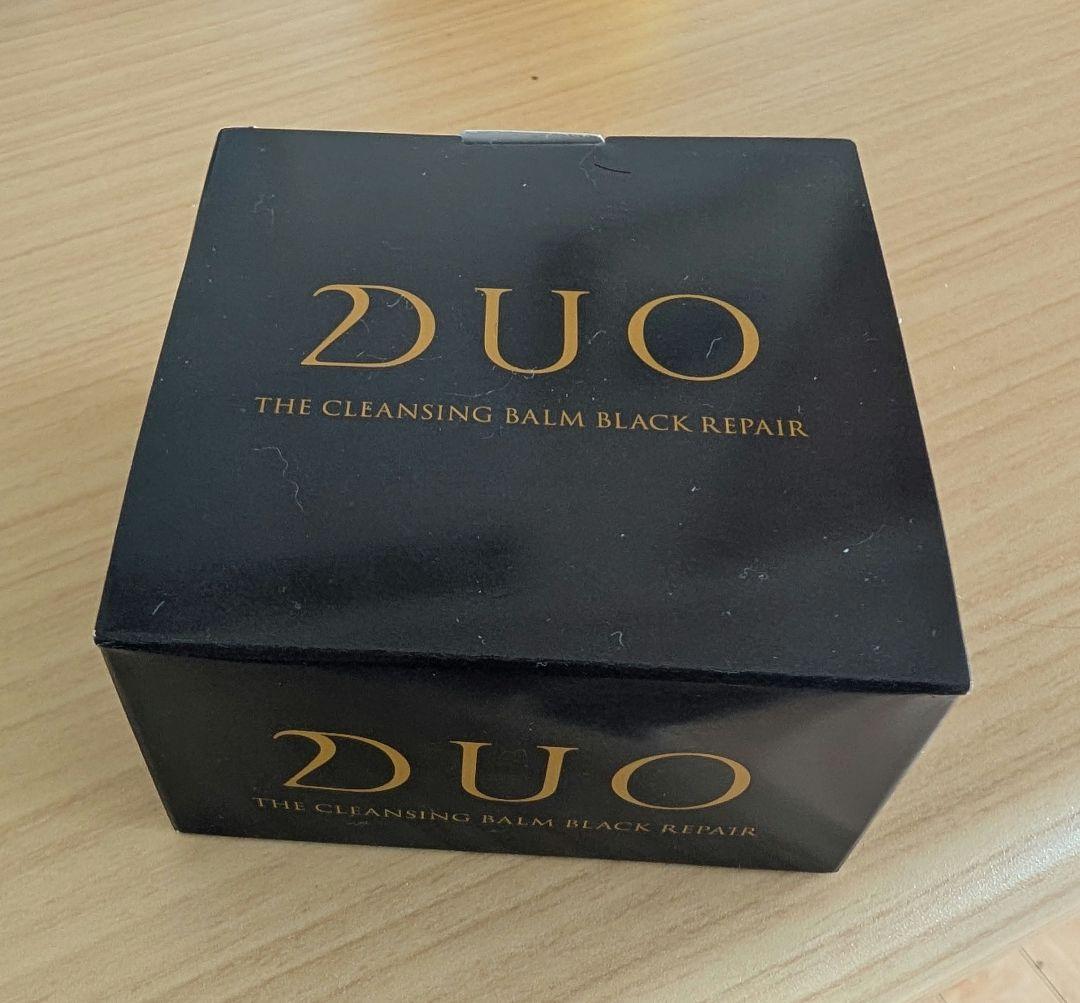 DUO
THE CLEANSING BALM BLACK REPAIR
DUO
THE CLEANSING BALM BLACK REPAIR